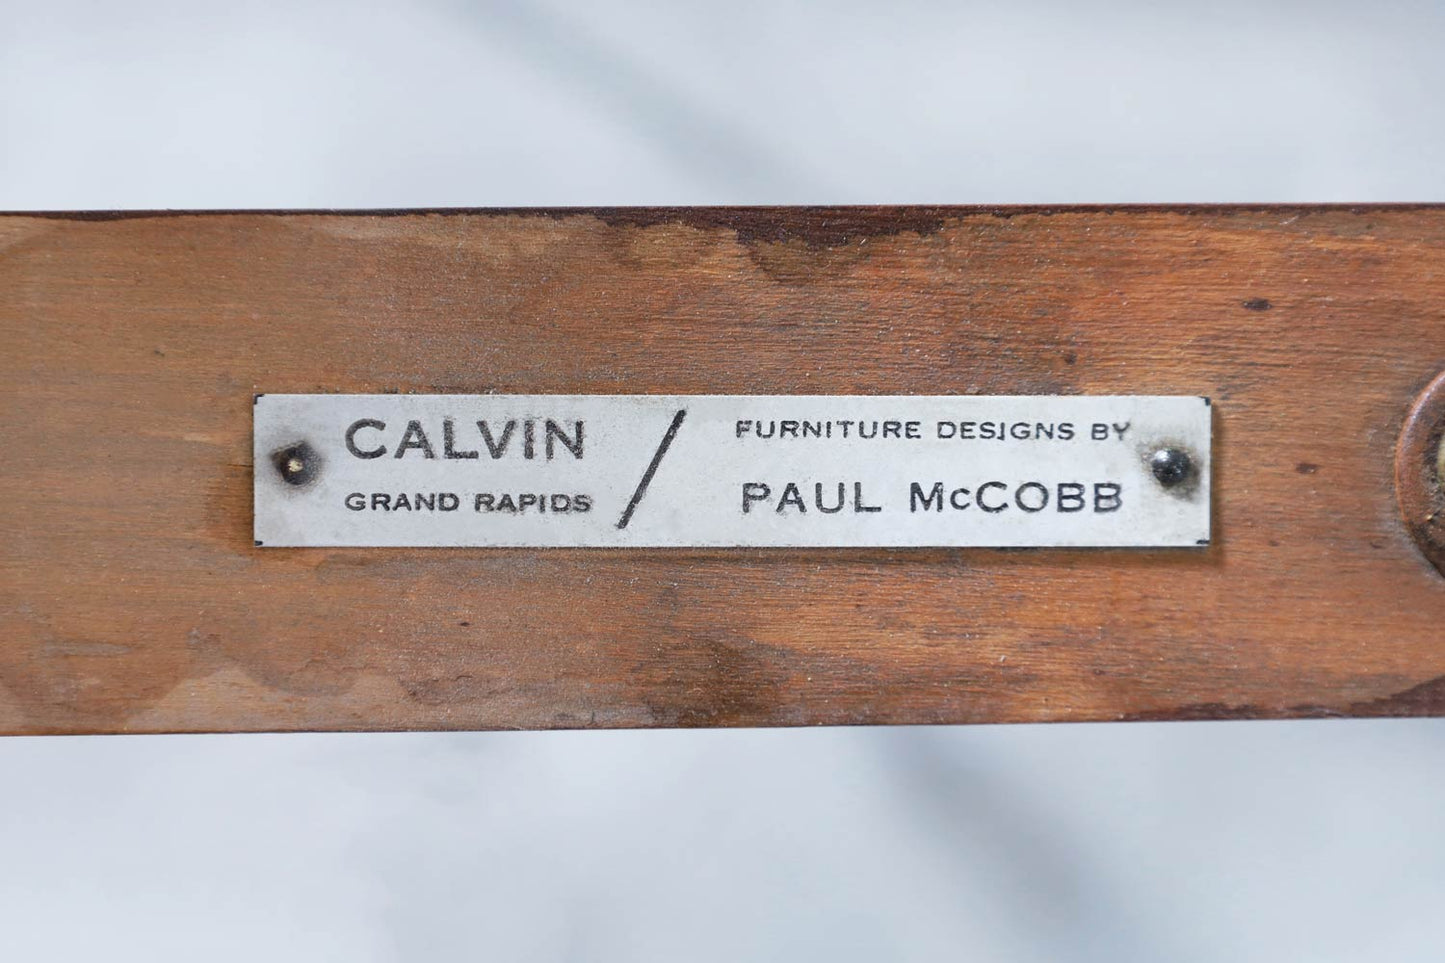 CALVIN
GRAND RAPIDS
/
FURNITURE DESIGNS BY
PAUL McCOBB